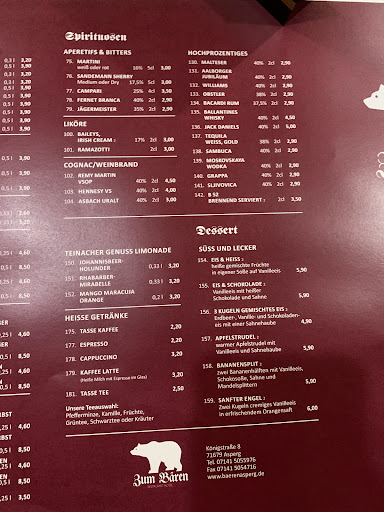 Spirituosen
APERETIFS & BITTERS
75. MARTINI
weiß oder rot 16% 5cl 3,90
76. SANDEMANN SHERRY
Medium oder Dry 17,5% 5cl 3,90
77. CAMPARI 25% 4cl 3,50
78. FERNET BRANCA 40% 2cl 2,90
79. JÄGERMEISTER 35% 2cl 2,90
LIKÖRE
100. BAILEYS,
IRISH CREAM : 17% 2cl 3,00
101. RAMAZOTTI 2cl 3,00
COGNAC/WEINBRAND
102. REMY MARTIN
VSOP 40% 2cl 4,50
103. HENNESY VS 40% 2cl 4,50
104. ASBACH URALT 40% 2cl 3,00
HOCHPROZENTIGES
130. MALTESER 40% 2cl 2,90
131. AALBORGER
JUBILÄUM 40% 2cl 2,90
132. WILLIAMS 40% 2cl 2,90
133. OBSTLER 38% 2cl 2,90
134. BACARDI RUM 37,5% 2cl 2,90
135. BALLANTINES
WHISKY 40% 2cl 4,50
136. JACK DANIELS 40% 2cl 5,00
137. TEQUILA
WEISS, GOLD 38% 2cl 2,90
138. SAMBUCA 38% 2cl 2,90
139. MOSKOVSKAYA
WODKA 40% 2cl 2,90
140. GRAPPA 40% 2cl 2,90
141. SLJIVOVICA 40% 2cl 2,90
142. B 52
BRENNEND SERVIERT : 3,50
TEINACHER GENUSS LIMONADE
150. JOHANNISBEER-
HOLUNDER 0,33 l 3,20
151. RHABARBER-
MIRABELLE 0,33 l 3,20
152. MANGO MARACUJA
ORANGE 0,2 l 3,20
HEISSE GETRÄNKE
175. TASSE KAFFEE 2,20
177. ESPRESSO 2,20
178. CAPPUCCINO 3,20
179. KAFFEE LATTE 3,20
(Heiße Milch mit Espresso im Glas)
181. TASSE TEE 2,50
Unsere Teeauswahl:
Pfefferminze, Kamille, Früchte,
Grüntee, Schwarztee oder Kräuter
Dessert
SÜSS UND LECKER
154. EIS & HEISS :
heiße gemischte Früchte
in eigener Soße auf Vanilleeis 5,90
155. EIS & SCHOKOLADE :
Vanilleeis mit heißer
Schokolade und Sahne 5,90
156. 3 KUGELN GEMISCHTES EIS :
Erdbeer-, Vanille- und Schokoladen-
eis mit einer Sahnehaube 4,90
157. APFELSTRUDEL :
warmer Apfelstrudel mit
Vanilleeis und Sahnehaube 5,90
158. BANANENSPLIT :
zwei Bananenhälften mit Vanilleeis,
Schokosoße, Sahne und
Mandelsplittern 5,90
159. SANFTER ENGEL :
Zwei Kugeln cremiges Vanilleeis
in erfrischendem Orangensaft 6,00
Zum Bären
Königstraße 8
71679 Asperg
Tel 07141 5055976
Fax 07141 5054716
www.baerenasperg.de